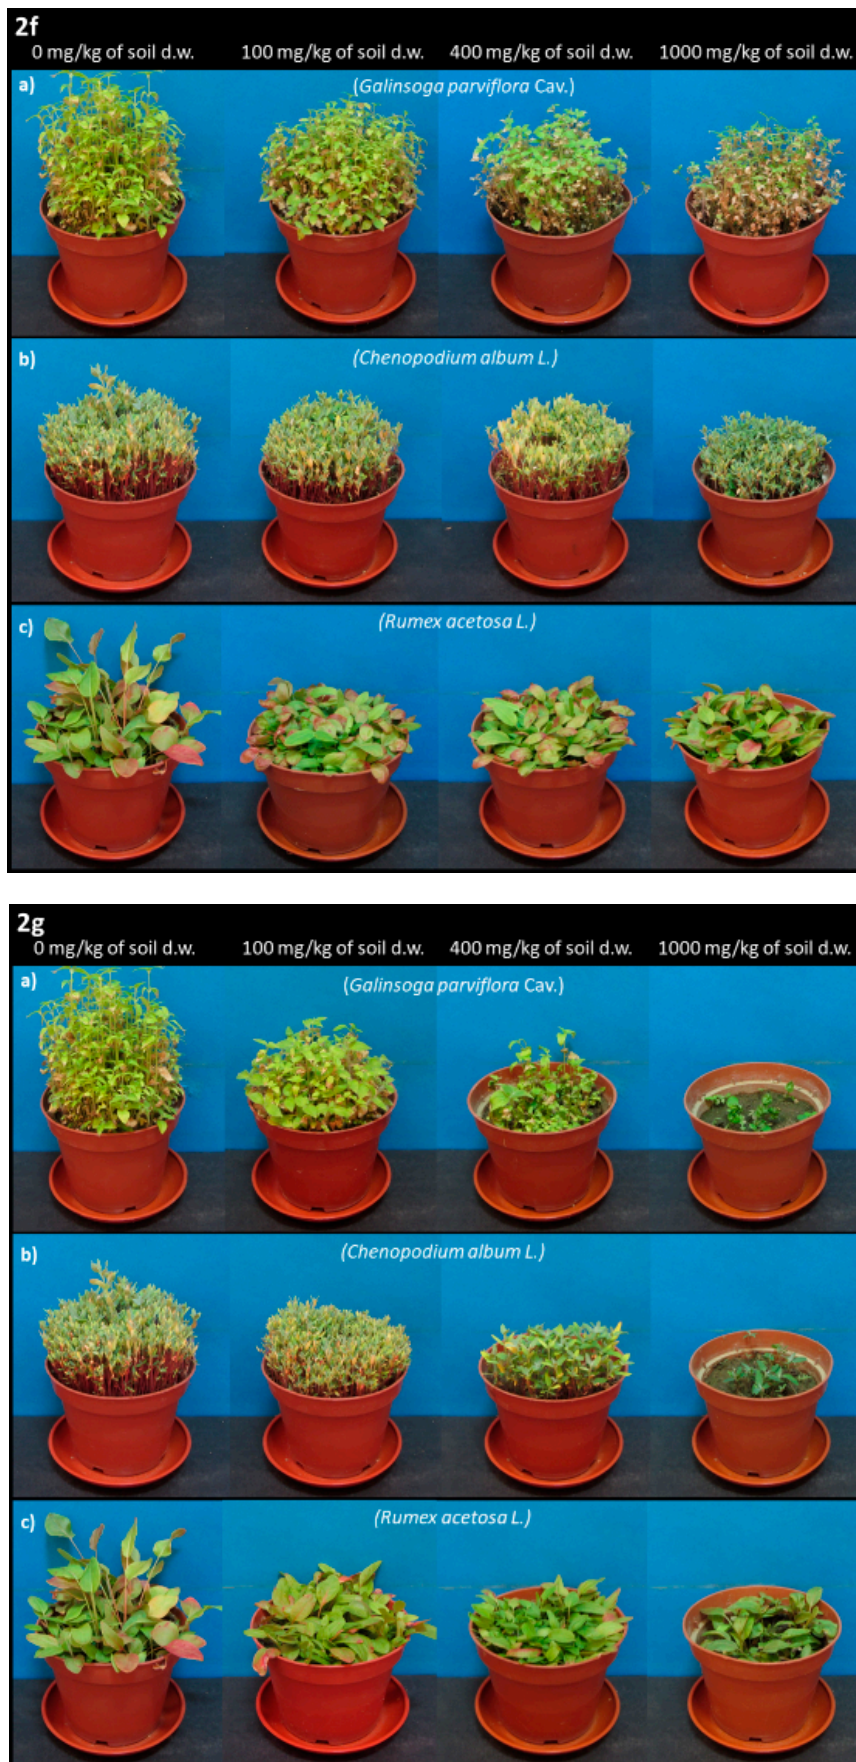 2f
0 mg/kg of soil d.w. 100 mg/kg of soil d.w. 400 mg/kg of soil d.w. 1000 mg/kg of soil d.w.
a) (Galinsoga parviflora Cav.)
b) (Chenopodium album L.)
c) (Rumex acetosa L.)
2g
0 mg/kg of soil d.w. 100 mg/kg of soil d.w. 400 mg/kg of soil d.w. 1000 mg/kg of soil d.w.
a) (Galinsoga parviflora Cav.)
b) (Chenopodium album L.)
c) (Rumex acetosa L.)